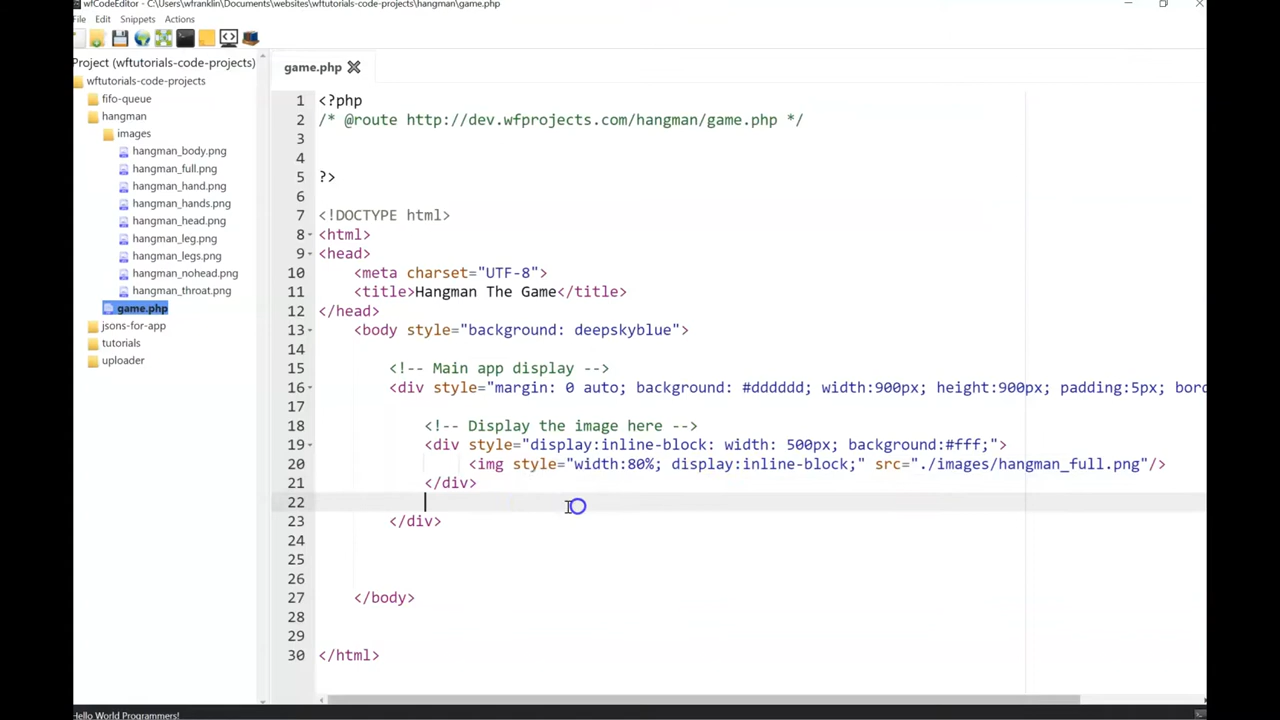 wfCodeEditor - C:\Users\wfranklin\Documents\websites\wftutorials-code-projects\hangman\game.php
File Edit Snippets Actions
Project (wftutorials-code-projects)
wftutorials-code-projects
fifo-queue
hangman
images
hangman_body.png
hangman_full.png
hangman_hand.png
hangman_hands.png
hangman_head.png
hangman_leg.png
hangman_legs.png
hangman_nohead.png
hangman_throat.png
game.php
jsons-for-app
tutorials
uploader
game.php
1 <?php
2 /* @route http://dev.wfprojects.com/hangman/game.php */
3
4
5 ?>
6
7 <!DOCTYPE html>
8 <html>
9 <head>
10 <meta charset="UTF-8">
11 <title>Hangman The Game</title>
12 </head>
13 <body style="background: deepskyblue">
14
15 <!-- Main app display -->
16 <div style="margin: 0 auto; background: #dddddd; width:900px; height:900px; padding:5px; bord
17
18 <!-- Display the image here -->
19 <div style="display:inline-block: width: 500px; background:#fff;">
20 <img style="width:80%; display:inline-block;" src="./images/hangman_full.png"/>
21 </div>
22
23 </div>
24
25
26
27 </body>
28
29
30 </html>
Hello World Programmers!